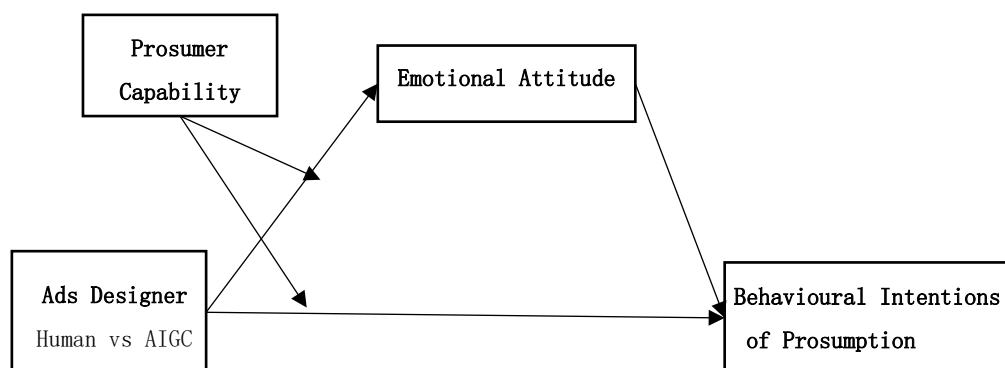 Prosumer
Capability
Emotional Attitude
Ads Designer
Human vs AIGC
Behavioural Intentions
of Prosumption